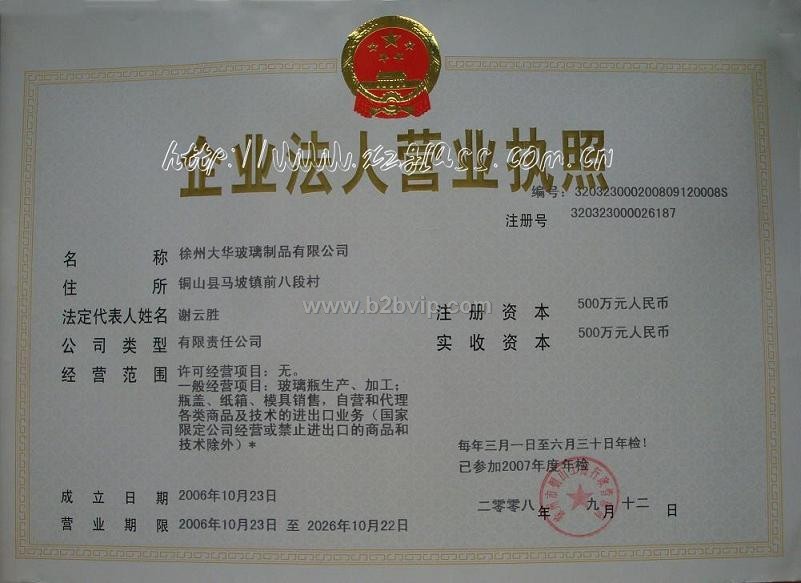 企业法人营业执照
http://www.xzglass.com.cn
编号：320323000200809120008S
注册号 320323000026187
名称 徐州大华玻璃制品有限公司
住所 铜山县马坡镇前八段村
www.b2bvip.com
法定代表人姓名 谢云胜
注册资本 500万元人民币
公司类型 有限责任公司
实收资本 500万元人民币
经营范围 许可经营项目：无。
一般经营项目：玻璃瓶生产、加工；
瓶盖、纸箱、模具销售，自营和代理
各类商品及技术的进出口业务（国家
限定公司经营或禁止进出口的商品和
技术除外）*
每年三月一日至六月三十日年检！
已参加2007年度年检
成立日期 2006年10月23日
二零零八年九月十二日
营业期限 2006年10月23日 至 2026年10月22日